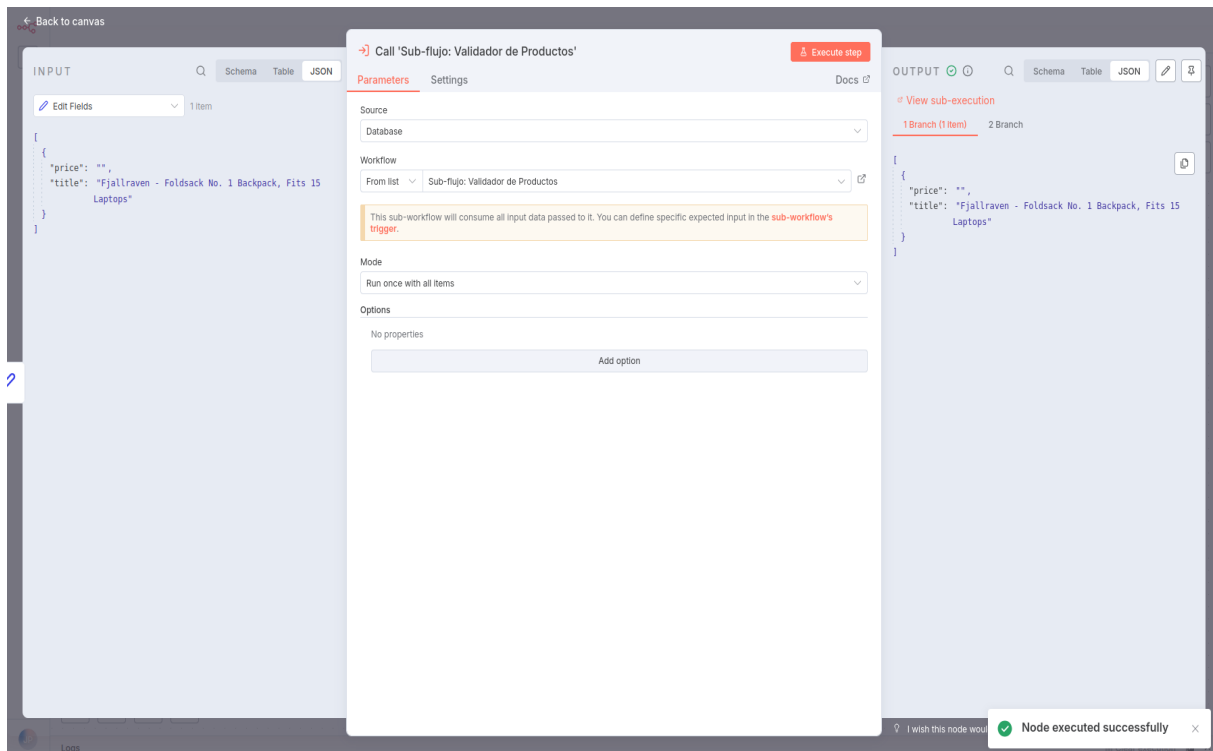 ← Back to canvas
INPUT
Schema Table JSON
Edit Fields
1 item
[
{
"price": "",
"title": "Fjallraven - Foldsack No. 1 Backpack, Fits 15
Laptops"
}
]
Call 'Sub-flujo: Validador de Productos'
Execute step
Parameters Settings
Docs
Source
Database
Workflow
From list Sub-flujo: Validador de Productos
This sub-workflow will consume all input data passed to it. You can define specific expected input in the sub-workflow's
trigger.
Mode
Run once with all items
Options
No properties
Add option
OUTPUT
Schema Table JSON
View sub-execution
1 Branch (1 item) 2 Branch
[
{
"price": "",
"title": "Fjallraven - Foldsack No. 1 Backpack, Fits 15
Laptops"
}
]
I wish this node woul
Node executed successfully ×
Logs